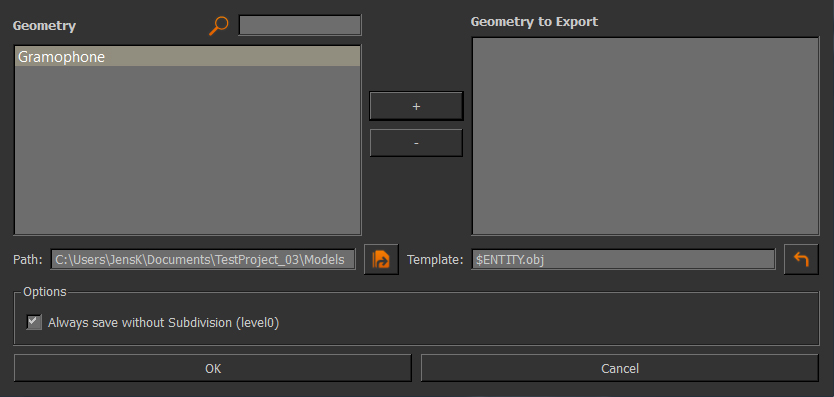 Geometry
Geometry to Export
Gramophone
+
-
Path: C:\Users\JensK\Documents\TestProject_03\Models
Template: $ENTITY.obj
Options
Always save without Subdivision (level0)
OK
Cancel